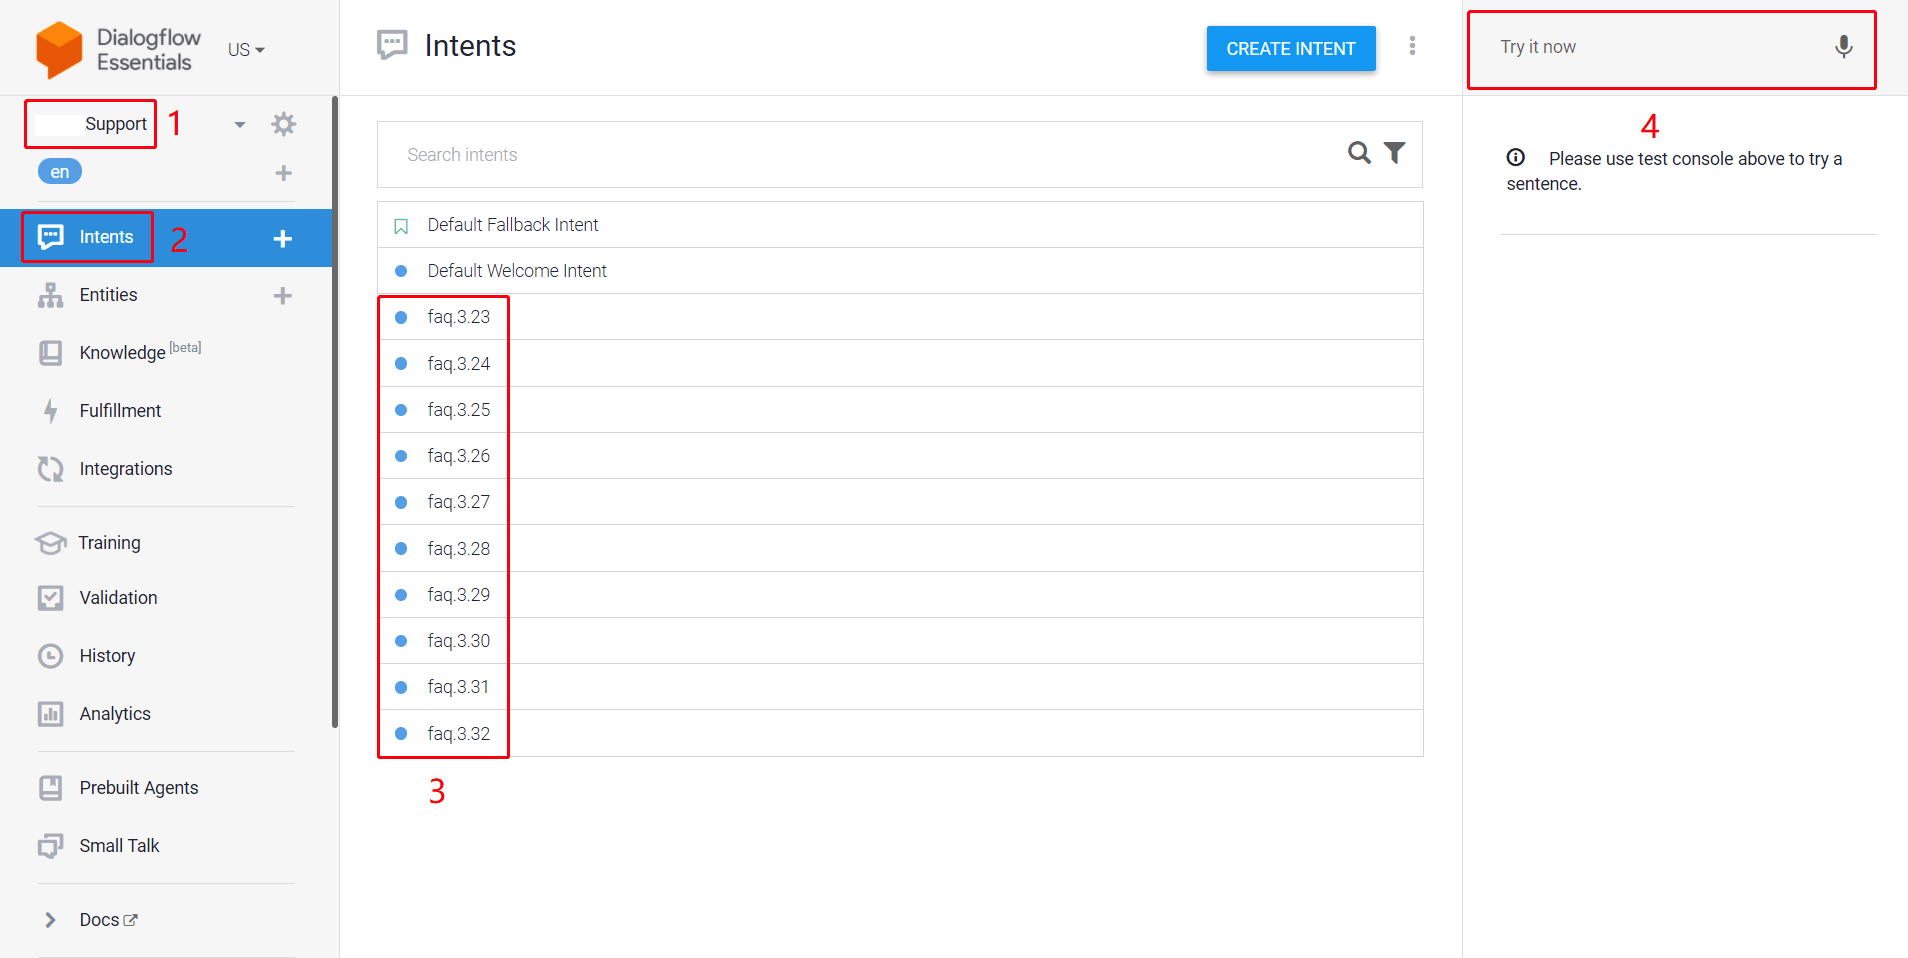 Dialogflow
Essentials
US
Support
1
en
Intents
2
Entities
Knowledge [beta]
Fulfillment
Integrations
Training
Validation
History
Analytics
Prebuilt Agents
Small Talk
Docs
Intents
CREATE INTENT
Search intents
Default Fallback Intent
Default Welcome Intent
faq.3.23
faq.3.24
faq.3.25
faq.3.26
faq.3.27
faq.3.28
faq.3.29
faq.3.30
faq.3.31
faq.3.32
3
Try it now
4
Please use test console above to try a
sentence.